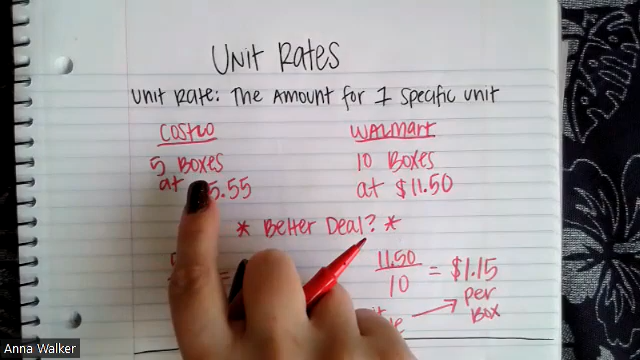 Unit Rates
Unit Rate: The Amount for 1 Specific unit
Costco
Walmart
5 Boxes
at 5.55
10 Boxes
at $11.50
* Better Deal? *
11.50
10
= $1.15
per
Box
Anna Walker